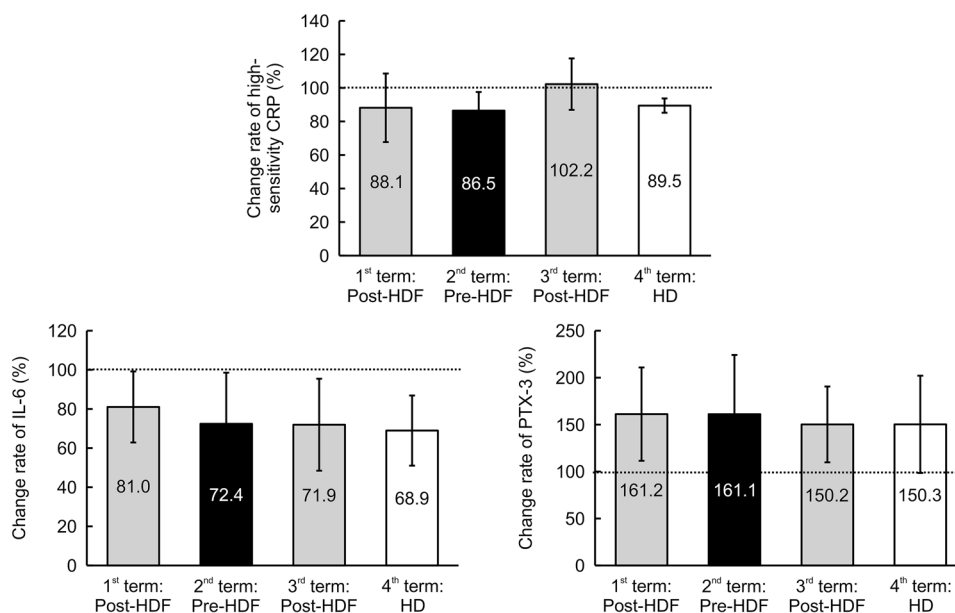 Change rate of high-
sensitivity CRP (%)
140
120
100
80
60
40
20
0
88.1
86.5
102.2
89.5
1st term:
Post-HDF
2nd term:
Pre-HDF
3rd term:
Post-HDF
4th term:
HD
Change rate of IL-6 (%)
120
100
80
60
40
20
0
81.0
72.4
71.9
68.9
1st term:
Post-HDF
2nd term:
Pre-HDF
3rd term:
Post-HDF
4th term:
HD
Change rate of PTX-3 (%)
250
200
150
100
50
0
161.2
161.1
150.2
150.3
1st term:
Post-HDF
2nd term:
Pre-HDF
3rd term:
Post-HDF
4th term:
HD